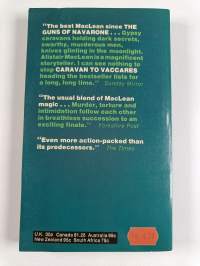 "The best MacLean since
THE GUNS OF NAVARONE... Gypsy
caravans holding dark secrets,
swarthy, murderous men,
knives glinting in the moonlight.
Alistair MacLean is a magnificent
storyteller. I can see nothing to stop
CARAVAN TO VACCARES
heading the bestseller lists for
a long, long time." Sunday Mirror
"The usual blend of MacLean
magic... Murder, torture and
intimidation follow each other
in breathless succession to an
exciting finale." Yorkshire Post
"Even more action-packed than
its predecessors." The Times
U.K. 30p Canada $1.25 Australia 95c
New Zealand 95c South Africa 75c